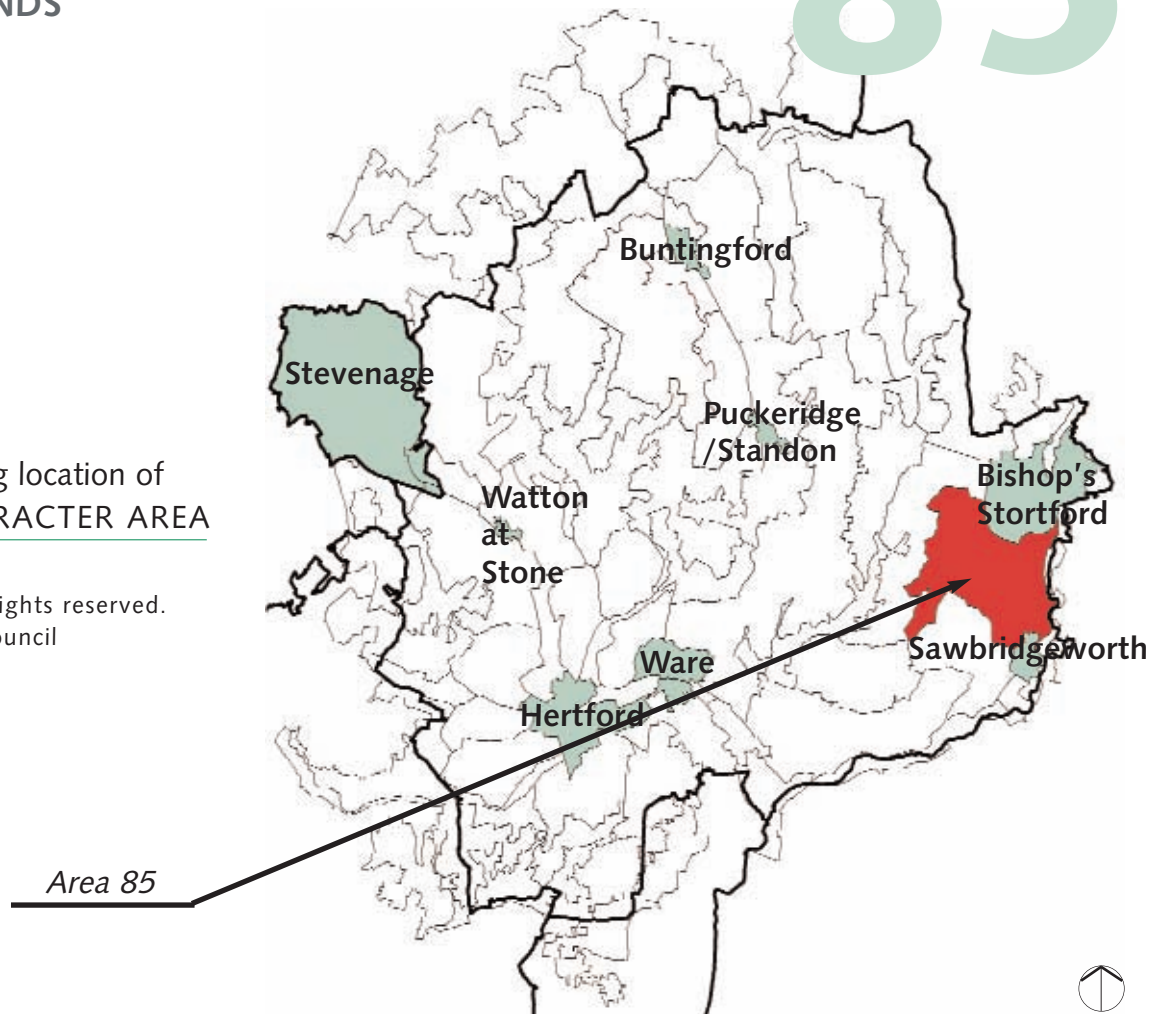 NDS
85
Buntingford
Stevenage
Puckeridge
/Standon
Bishop's
Stortford
Watton
at
Stone
g location of
RACTER AREA
ights reserved.
ouncil
Sawbridgeworth
Ware
Hertford
Area 85